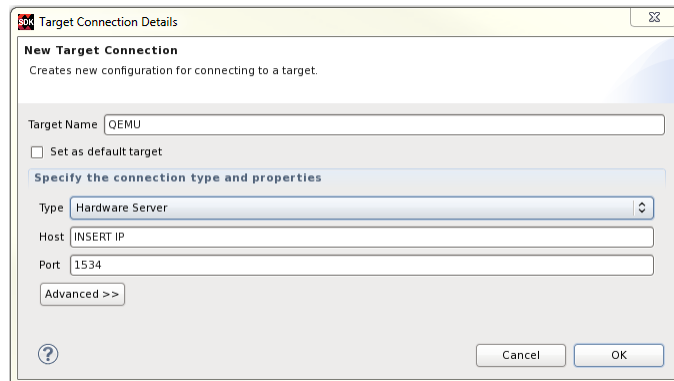 SDK Target Connection Details
New Target Connection
Creates new configuration for connecting to a target.
Target Name QEMU
Set as default target
Specify the connection type and properties
Type Hardware Server
Host INSERT IP
Port 1534
Advanced >>
? Cancel OK